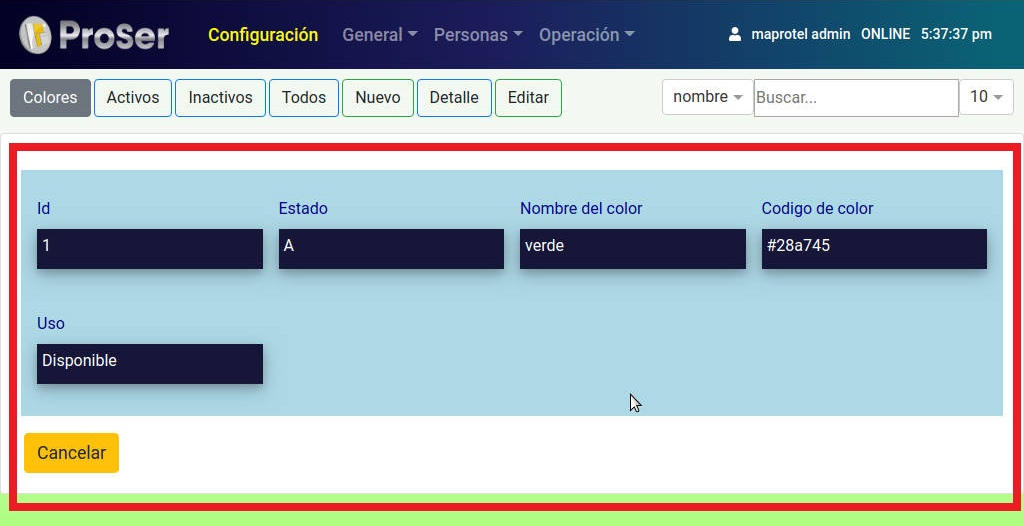 ProSer Configuración General Personas Operación maprotel admin ONLINE 5:37:37 pm
Colores Activos Inactivos Todos Nuevo Detalle Editar nombre Buscar... 10
Id Estado Nombre del color Codigo de color
1 A verde #28a745
Uso
Disponible
Cancelar